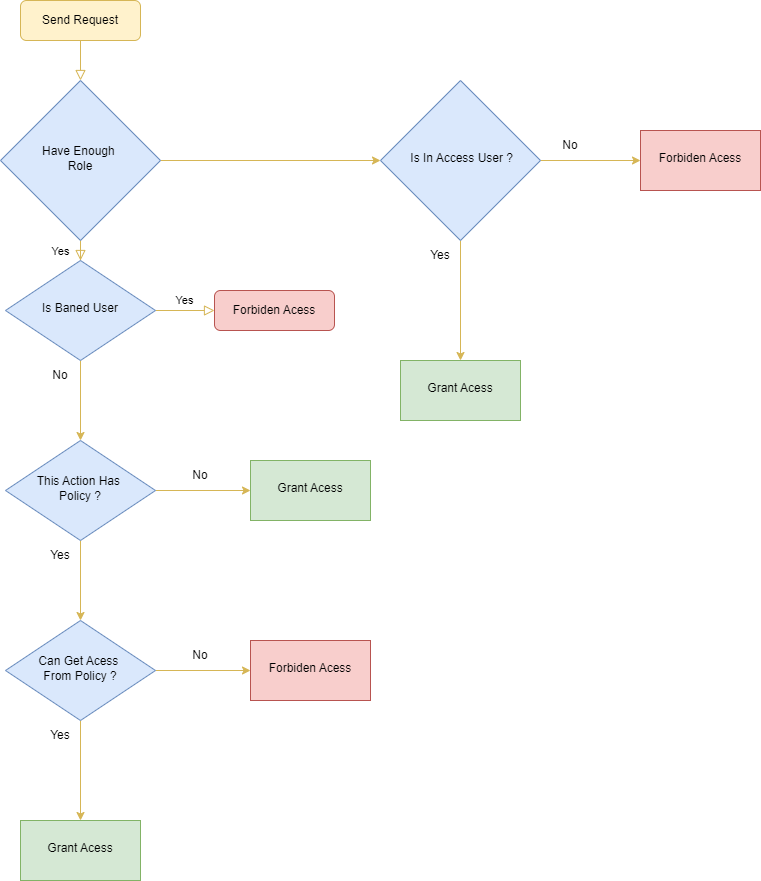 Send Request
Have Enough
Role
Is In Access User ?
No
Forbiden Acess
Yes
Yes
Is Baned User
Yes
Forbiden Acess
Grant Acess
No
This Action Has
Policy ?
No
Grant Acess
Yes
Can Get Acess
From Policy ?
No
Forbiden Acess
Yes
Grant Acess